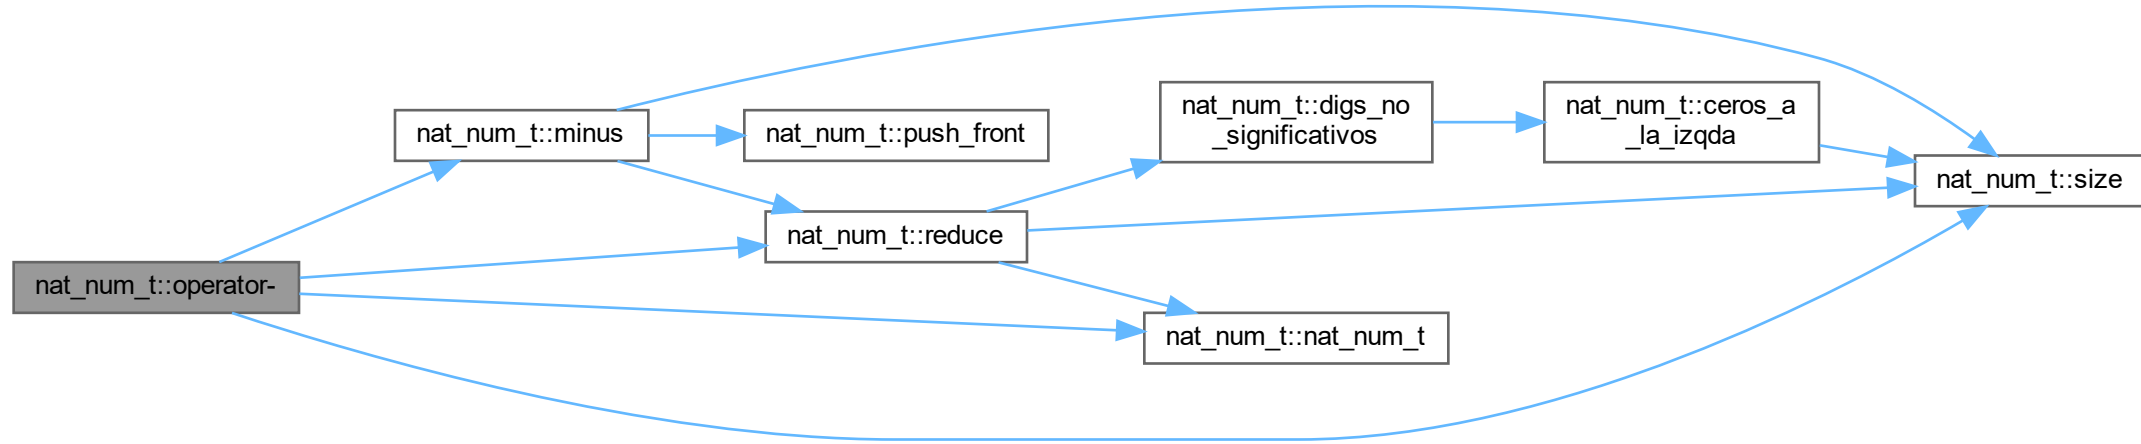 nat_num_t::operator-
nat_num_t::minus
nat_num_t::push_front
nat_num_t::reduce
nat_num_t::digs_no
_significativos
nat_num_t::nat_num_t
nat_num_t::ceros_a
_la_izqda
nat_num_t::size